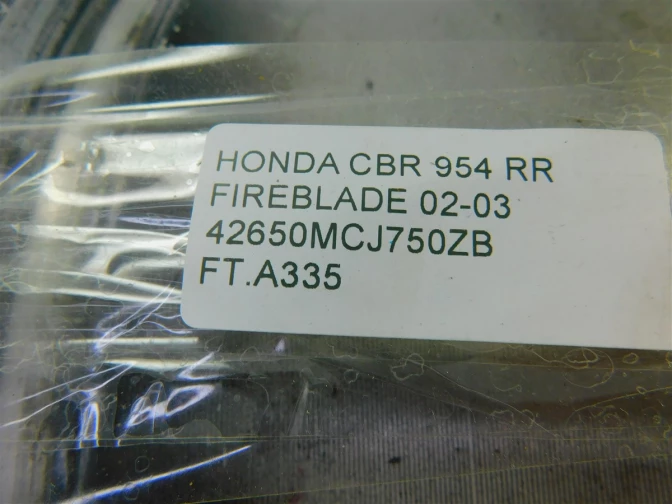 HONDA CBR 954 RR
FIREBLADE 02-03
42650MCJ750ZB
FT.A335